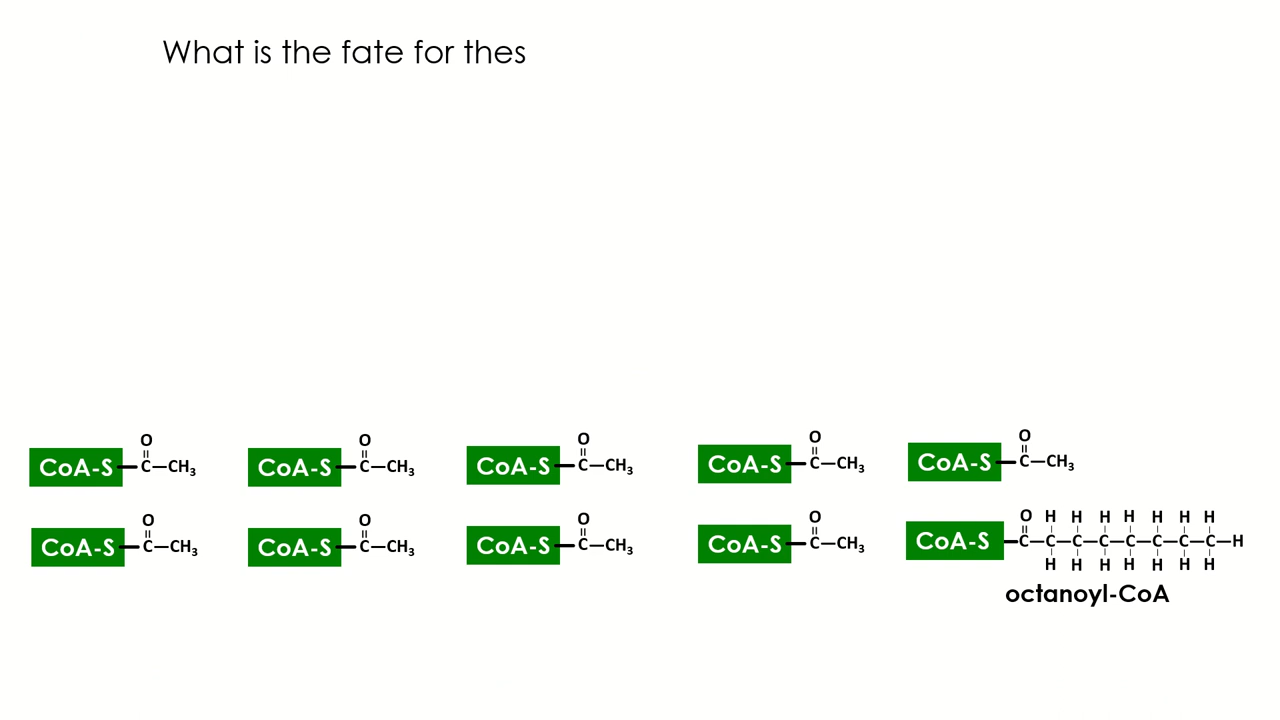 What is the fate for thes
O O O O O
CoA-S C CH₃ CoA-S C CH₃ CoA-S C CH₃ CoA-S C CH₃ CoA-S C CH₃
O O O O O H H H H H H H
CoA-S C CH₃ CoA-S C CH₃ CoA-S C CH₃ CoA-S C CH₃ CoA-S C C C C C C C C H
H H H H H H H
octanoyl-CoA